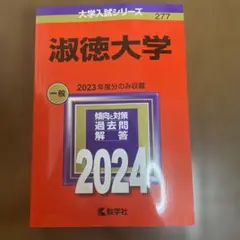 大学入試シリーズ
277
淑徳大学
一般
2023年度分のみ収載
傾向と対策
過去問
解答
2024
教学社